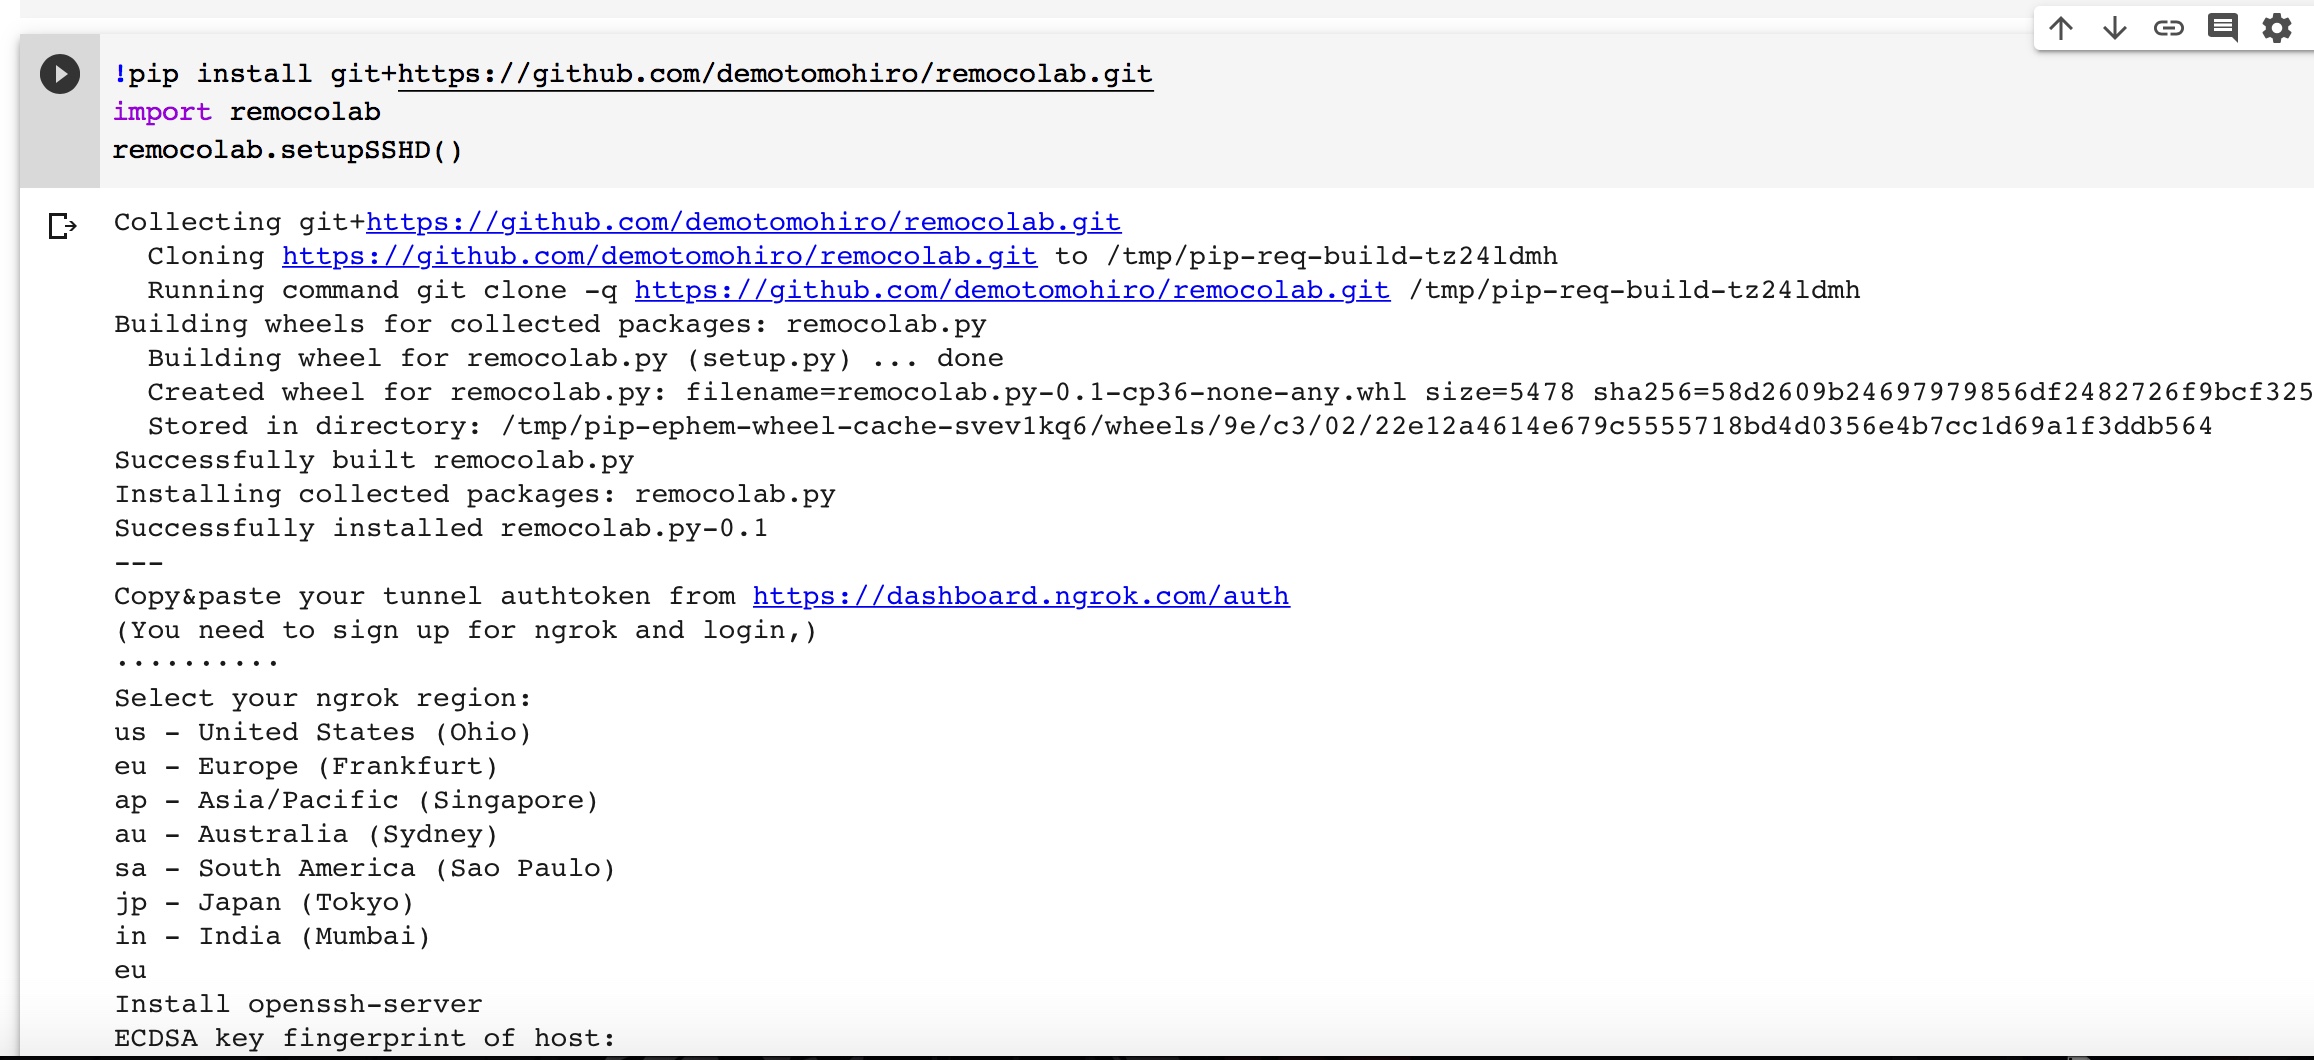 !pip install git+https://github.com/demotomohiro/remocolab.git
import remocolab
remocolab.setupSSHD()
Collecting git+https://github.com/demotomohiro/remocolab.git
  Cloning https://github.com/demotomohiro/remocolab.git to /tmp/pip-req-build-tz24ldmh
  Running command git clone -q https://github.com/demotomohiro/remocolab.git /tmp/pip-req-build-tz24ldmh
Building wheels for collected packages: remocolab.py
  Building wheel for remocolab.py (setup.py) ... done
  Created wheel for remocolab.py: filename=remocolab.py-0.1-cp36-none-any.whl size=5478 sha256=58d2609b24697979856df2482726f9bcf325
  Stored in directory: /tmp/pip-ephem-wheel-cache-svev1kq6/wheels/9e/c3/02/22e12a4614e679c5555718bd4d0356e4b7cc1d69a1f3ddb564
Successfully built remocolab.py
Installing collected packages: remocolab.py
Successfully installed remocolab.py-0.1
---
Copy&paste your tunnel authtoken from https://dashboard.ngrok.com/auth
(You need to sign up for ngrok and login,)
··········
Select your ngrok region:
us - United States (Ohio)
eu - Europe (Frankfurt)
ap - Asia/Pacific (Singapore)
au - Australia (Sydney)
sa - South America (Sao Paulo)
jp - Japan (Tokyo)
in - India (Mumbai)
eu
Install openssh-server
ECDSA key fingerprint of host: